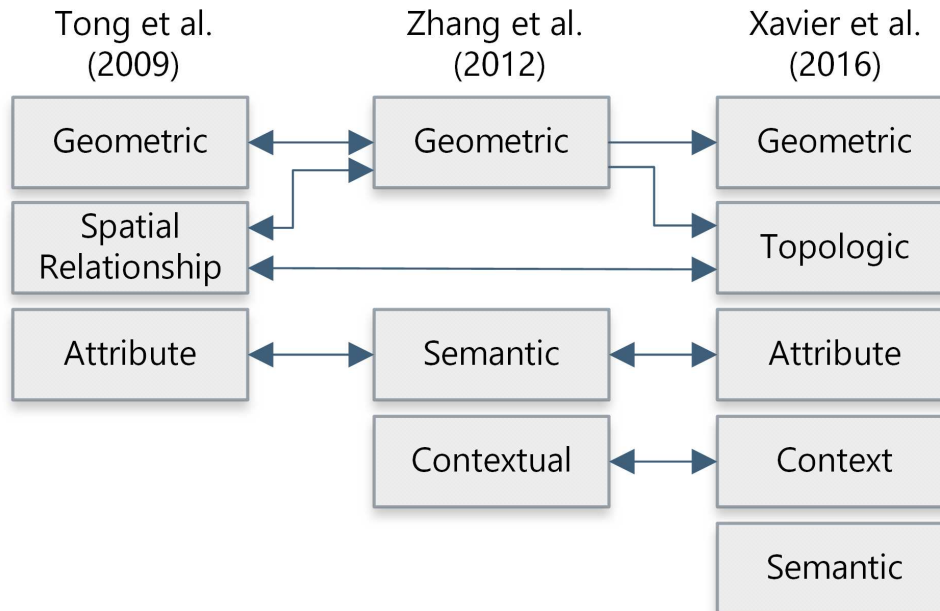 Tong et al.
(2009)
Zhang et al.
(2012)
Xavier et al.
(2016)
Geometric
Geometric
Geometric
Spatial
Relationship
Topologic
Attribute
Semantic
Attribute
Contextual
Context
Semantic